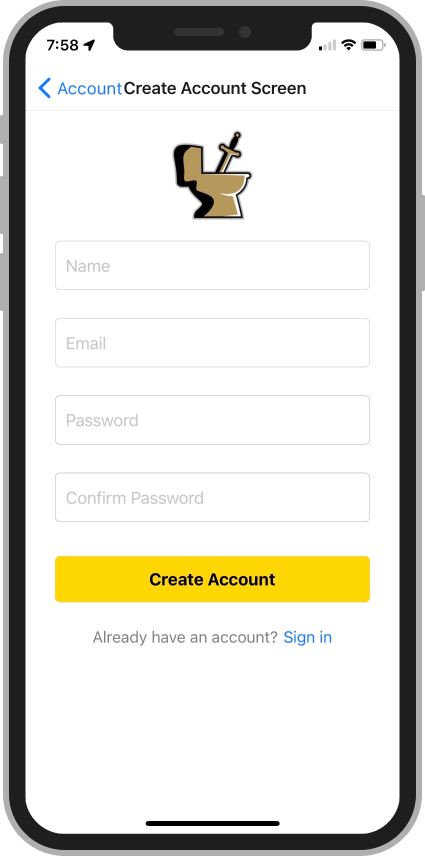 7:58
Account Create Account Screen
Name
Email
Password
Confirm Password
Create Account
Already have an account? Sign in